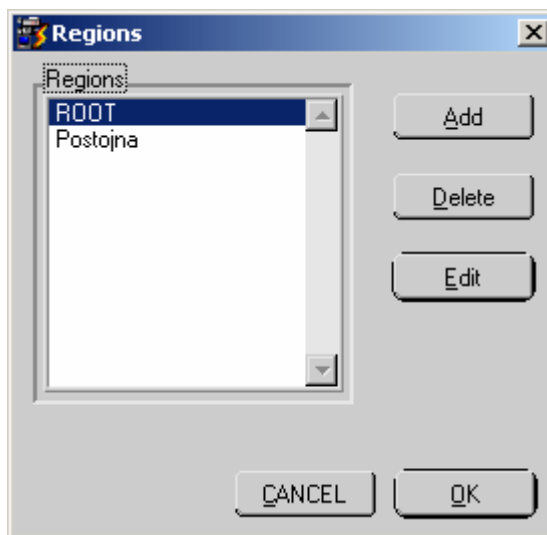 Regions
Regions
ROOT
Postojna
Add
Delete
Edit
CANCEL
OK